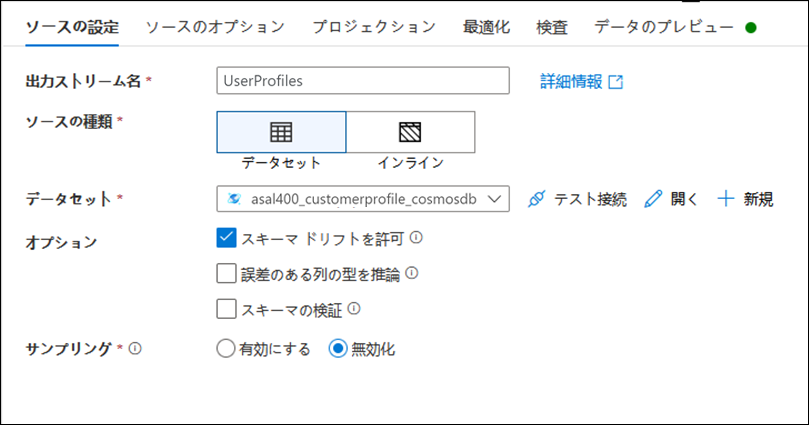 ソースの設定 ソースのオプション プロジェクション 最適化 検査 データのプレビュー
出力ストリーム名 * UserProfiles 詳細情報
ソースの種類 *
データセット インライン
データセット * asal400_customerprofile_cosmosdb テスト接続 開く 新規
オプション スキーマ ドリフトを許可
誤差のある列の型を推論
スキーマの検証
サンプリング * 有効にする 無効化